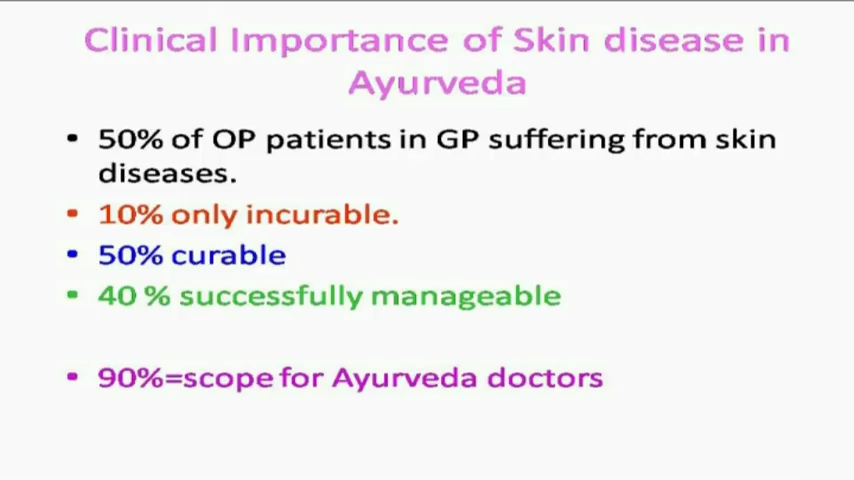 Clinical Importance of Skin disease in
Ayurveda
• 50% of OP patients in GP suffering from skin
diseases.
• 10% only incurable.
• 50% curable
• 40 % successfully manageable
• 90%=scope for Ayurveda doctors